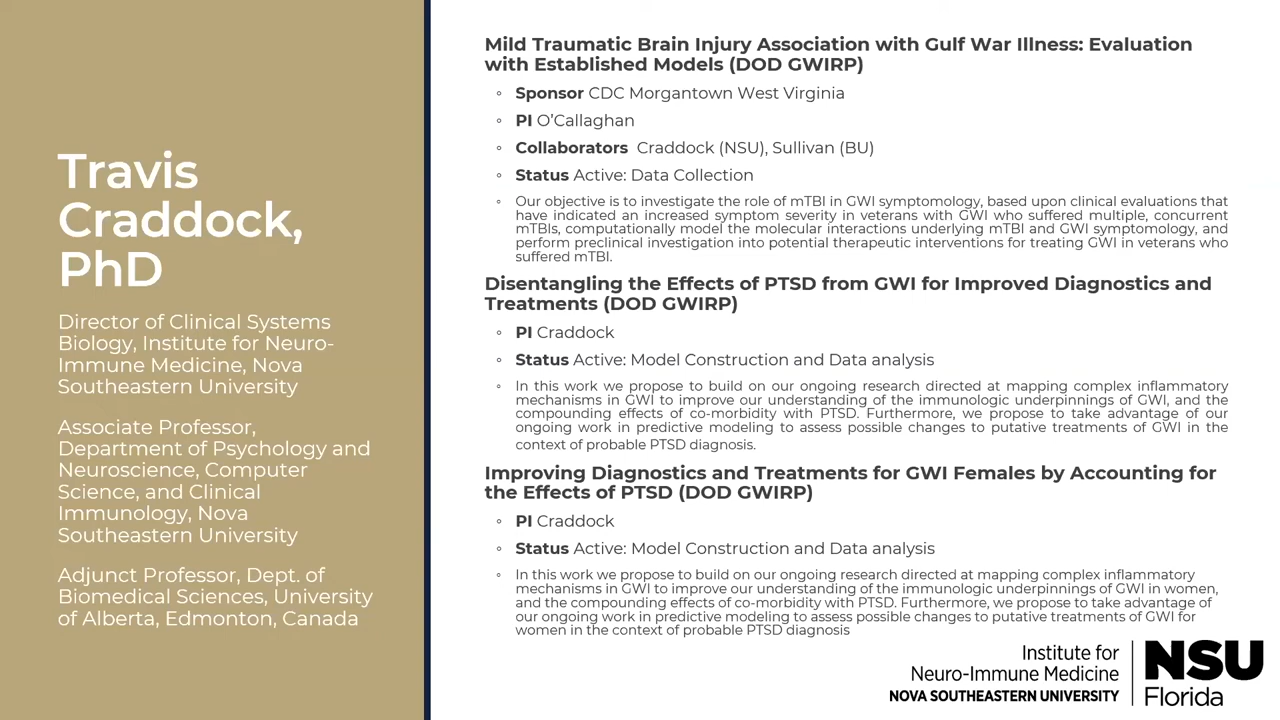 Travis
Craddock,
PhD
Director of Clinical Systems
Biology, Institute for Neuro-
Immune Medicine, Nova
Southeastern University
Associate Professor,
Department of Psychology and
Neuroscience, Computer
Science, and Clinical
Immunology, Nova
Southeastern University
Adjunct Professor, Dept. of
Biomedical Sciences, University
of Alberta, Edmonton, Canada
Mild Traumatic Brain Injury Association with Gulf War Illness: Evaluation
with Established Models (DOD GWIRP)
◦ Sponsor CDC Morgantown West Virginia
◦ PI O’Callaghan
◦ Collaborators Craddock (NSU), Sullivan (BU)
◦ Status Active: Data Collection
◦ Our objective is to investigate the role of mTBI in GWI symptomology, based upon clinical evaluations that
have indicated an increased symptom severity in veterans with GWI who suffered multiple, concurrent
mTBIs, computationally model the molecular interactions underlying mTBI and GWI symptomology, and
perform preclinical investigation into potential therapeutic interventions for treating GWI in veterans who
suffered mTBI.
Disentangling the Effects of PTSD from GWI for Improved Diagnostics and
Treatments (DOD GWIRP)
◦ PI Craddock
◦ Status Active: Model Construction and Data analysis
◦ In this work we propose to build on our ongoing research directed at mapping complex inflammatory
mechanisms in GWI to improve our understanding of the immunologic underpinnings of GWI, and the
compounding effects of co-morbidity with PTSD. Furthermore, we propose to take advantage of our
ongoing work in predictive modeling to assess possible changes to putative treatments of GWI in the
context of probable PTSD diagnosis.
Improving Diagnostics and Treatments for GWI Females by Accounting for
the Effects of PTSD (DOD GWIRP)
◦ PI Craddock
◦ Status Active: Model Construction and Data analysis
◦ In this work we propose to build on our ongoing research directed at mapping complex inflammatory
mechanisms in GWI to improve our understanding of the immunologic underpinnings of GWI in women,
and the compounding effects of co-morbidity with PTSD. Furthermore, we propose to take advantage of
our ongoing work in predictive modeling to assess possible changes to putative treatments of GWI for
women in the context of probable PTSD diagnosis
Institute for
Neuro-Immune Medicine
NOVA SOUTHEASTERN UNIVERSITY
NSU
Florida